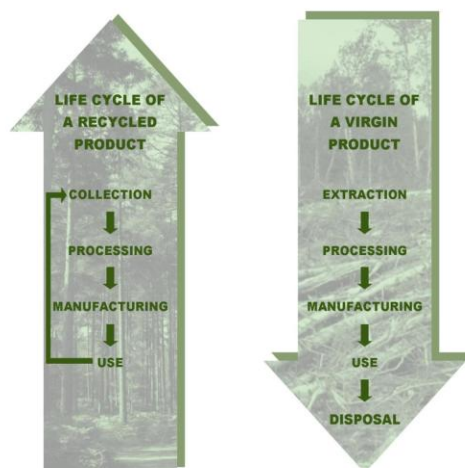 LIFE CYCLE OF
A RECYCLED
PRODUCT
COLLECTION
PROCESSING
MANUFACTURING
USE
LIFE CYCLE OF
A VIRGIN
PRODUCT
EXTRACTION
PROCESSING
MANUFACTURING
USE
DISPOSAL